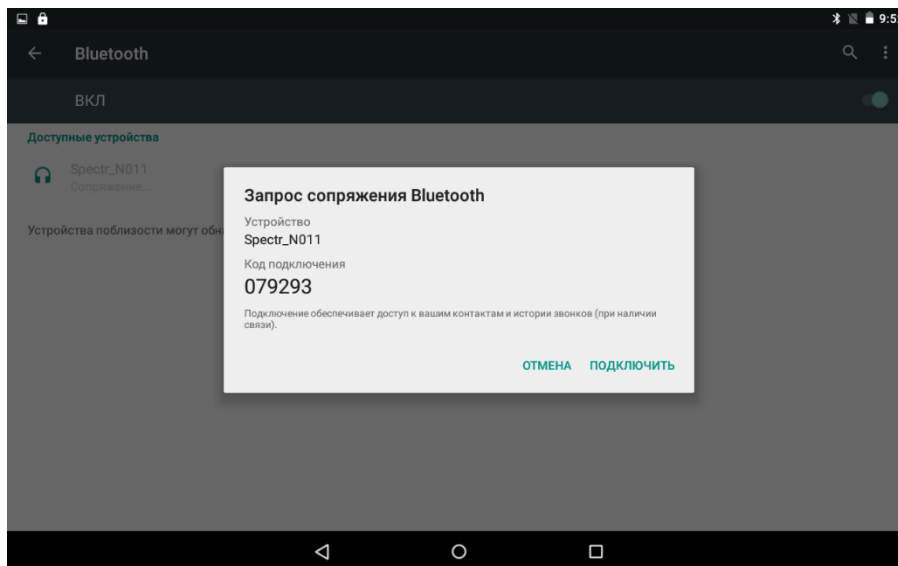 9:5
Bluetooth
ВКЛ
Доступные устройства
Spectr_N011
Сопряжение...
Устройства поблизости могут
Запрос сопряжения Bluetooth
Устройство
Spectr_N011
Код подключения
079293
Подключение обеспечивает доступ к вашим контактам и истории звонков (при наличии
связи).
ОТМЕНА ПОДКЛЮЧИТЬ